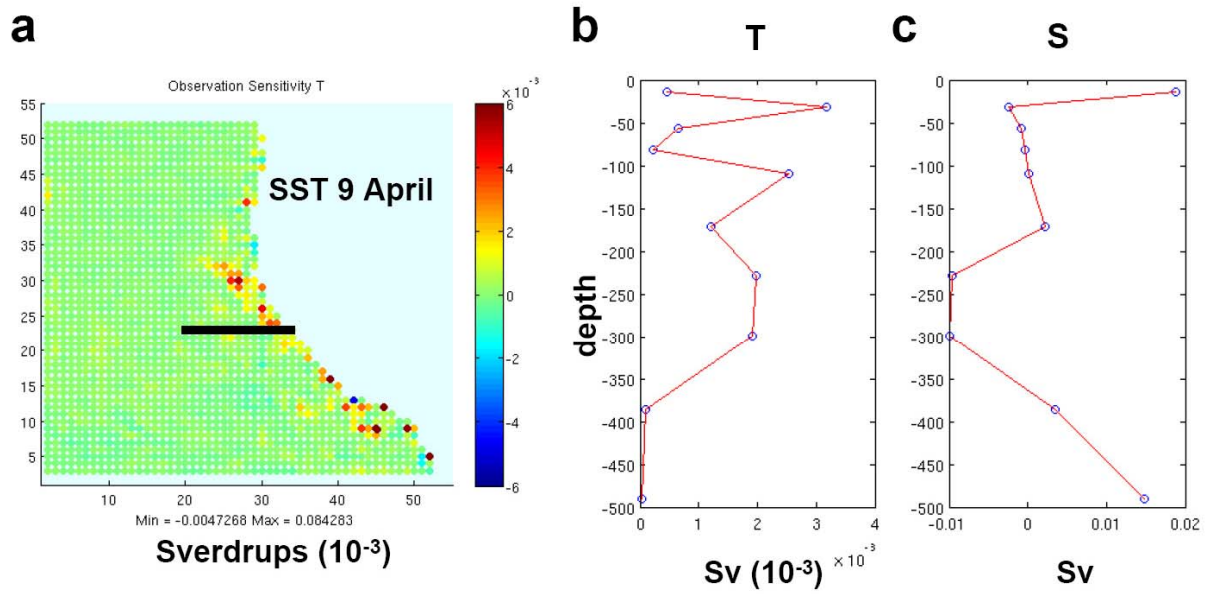 a
Observation Sensitivity T
× 10⁻³
55
50
45
40
35
30
25
20
15
10
5
10 20 30 40 50
SST 9 April
6
4
2
0
-2
-4
-6
Min = -0.0047268 Max = 0.084283
Sverdrups (10⁻³)
b
T
depth
0
-50
-100
-150
-200
-250
-300
-350
-400
-450
-500
0 1 2 3 4
× 10⁻³
Sv (10⁻³)
c
S
0
-50
-100
-150
-200
-250
-300
-350
-400
-450
-500
-0.01 0 0.01 0.02
Sv